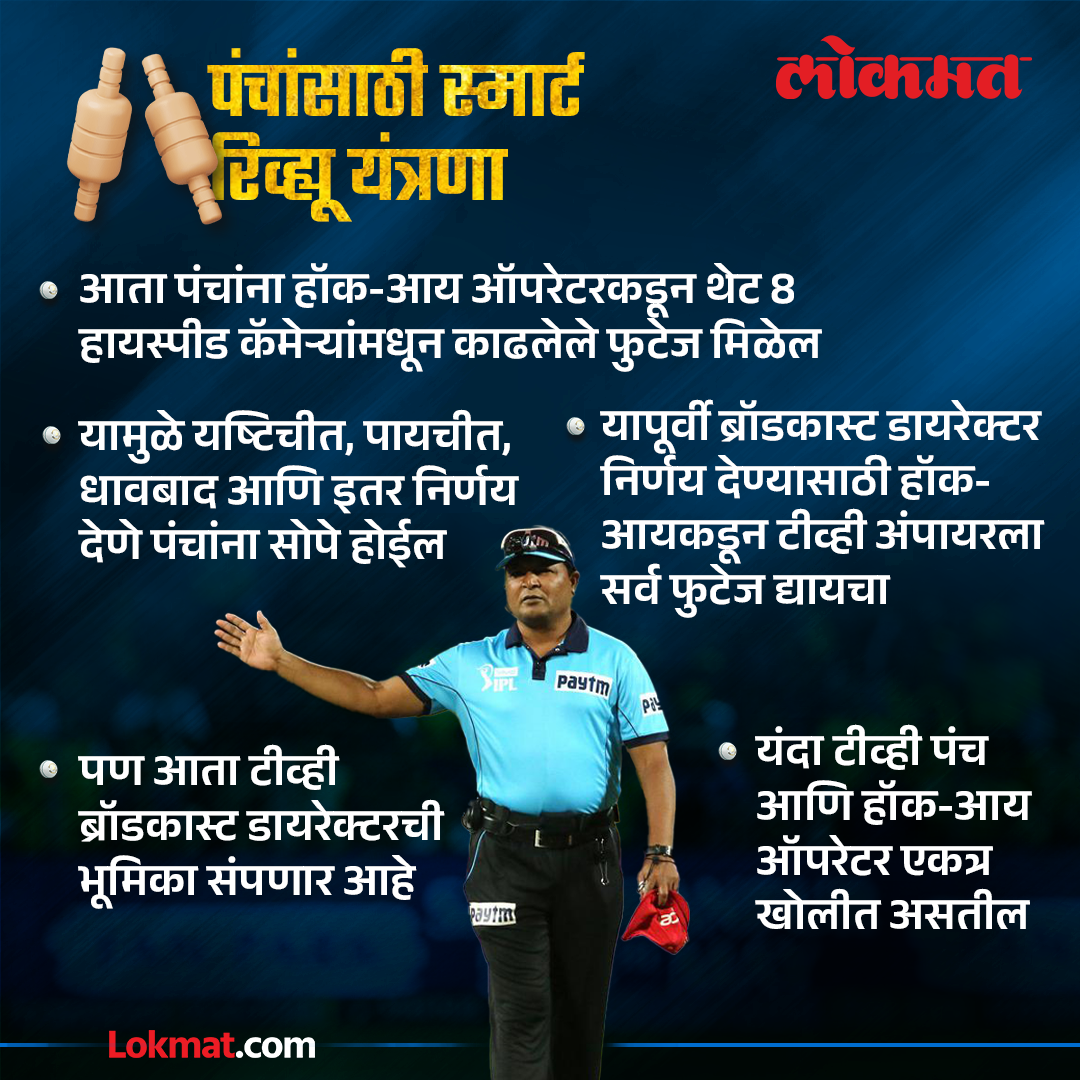 पंचांसाठी स्मार्ट
रिव्ह्यू यंत्रणा
लोकमत
आता पंचांना हॉक-आय ऑपरेटरकडून थेट 8
हायस्पीड कॅमेऱ्यांमधून काढलेले फुटेज मिळेल
यामुळे यष्टिचीत, पायचीत,
धावबाद आणि इतर निर्णय
देणे पंचांना सोपे होईल
यापूर्वी ब्रॉडकास्ट डायरेक्टर
निर्णय देण्यासाठी हॉक-
आयकडून टीव्ही अंपायरला
सर्व फुटेज द्यायचा
vivo
IPL
paytm
pay
पण आता टीव्ही
ब्रॉडकास्ट डायरेक्टरची
भूमिका संपणार आहे
यंदा टीव्ही पंच
आणि हॉक-आय
ऑपरेटर एकत्र
खोलीत असतील
paytm
Lokmat.com